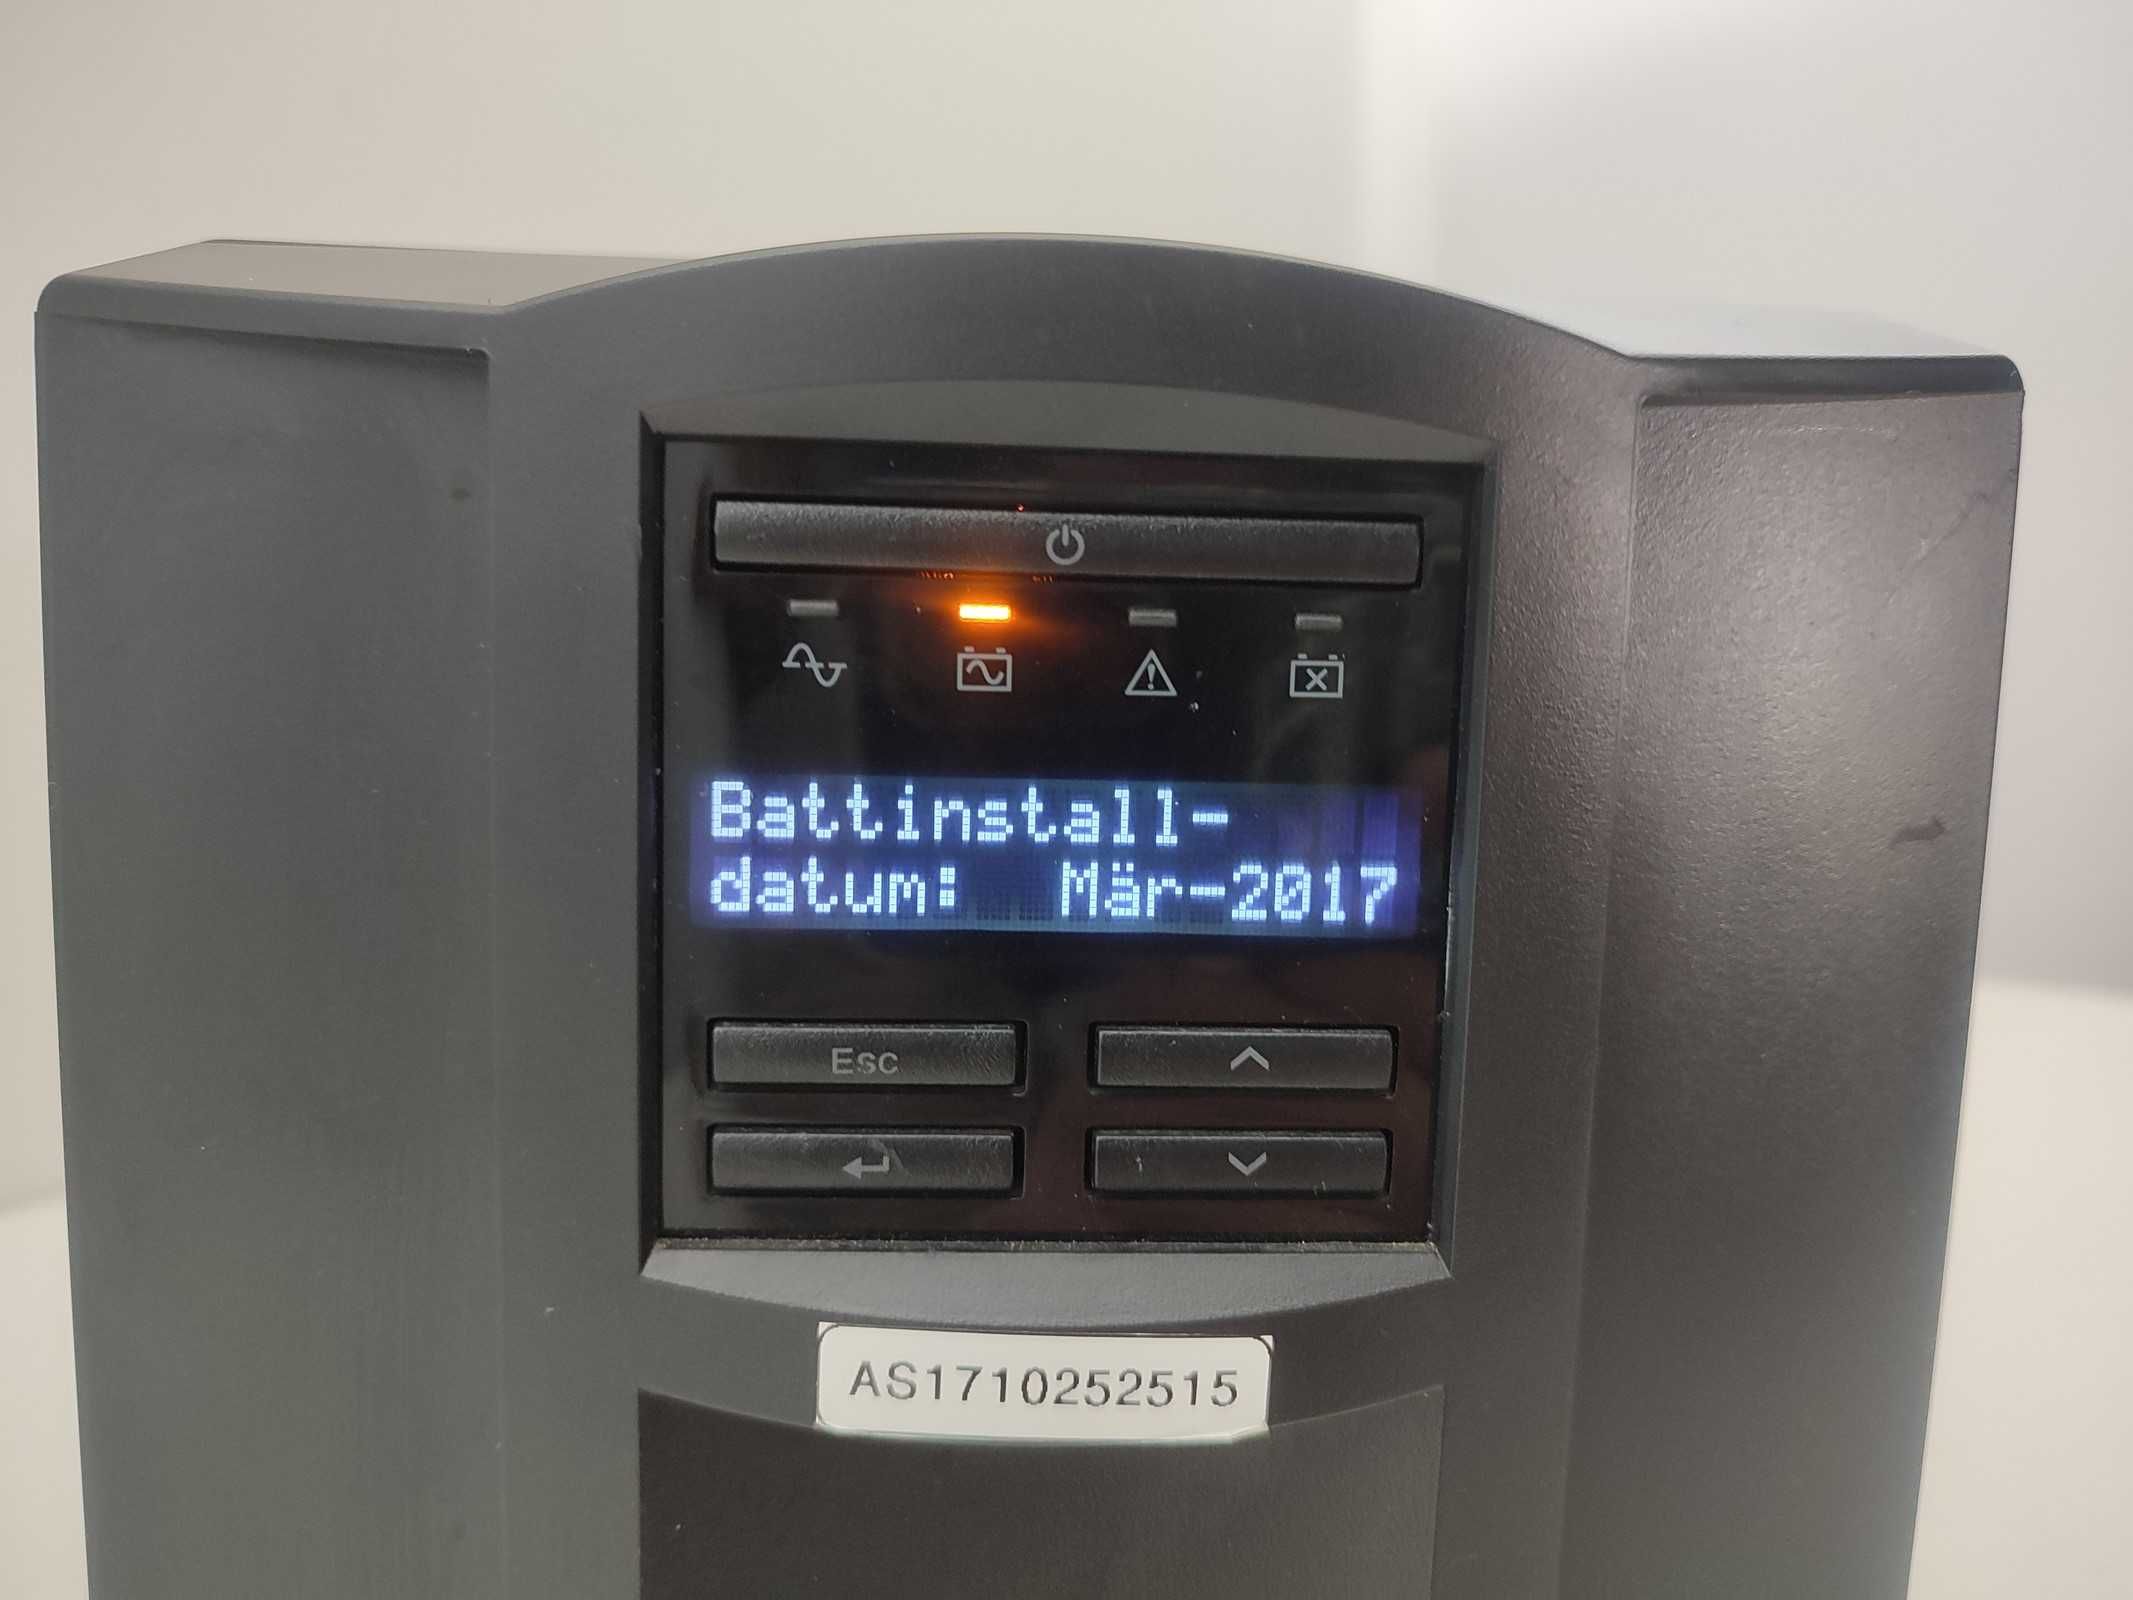 Battinstall-
datum: Mär-2017
Esc
AS1710252515